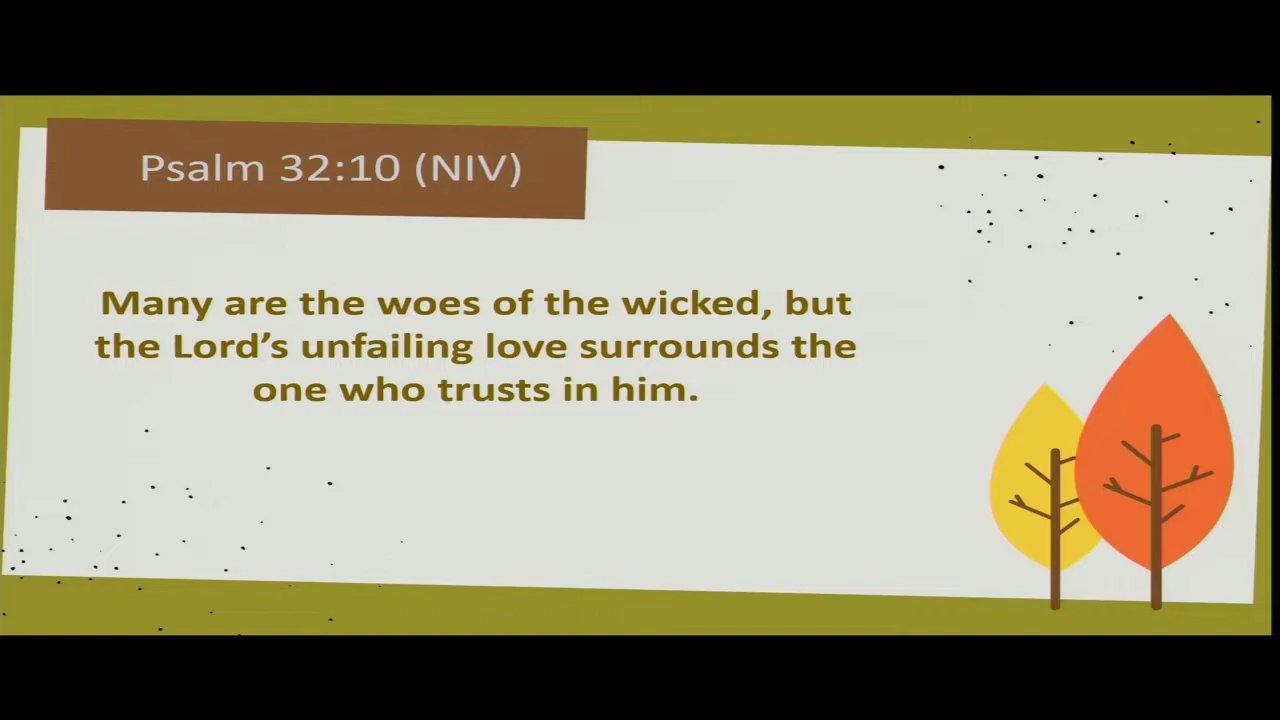 Psalm 32:10 (NIV)
Many are the woes of the wicked, but
the Lord’s unfailing love surrounds the
one who trusts in him.